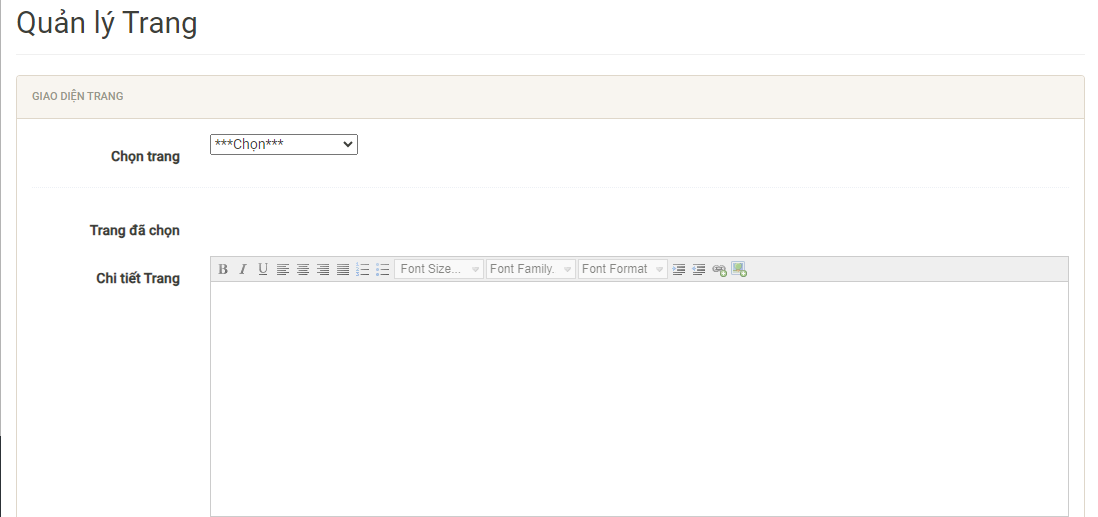 Quản lý Trang
GIAO DIỆN TRANG
Chọn trang ***Chọn***
Trang đã chọn
Chi tiết Trang B I U Font Size... Font Family. Font Format